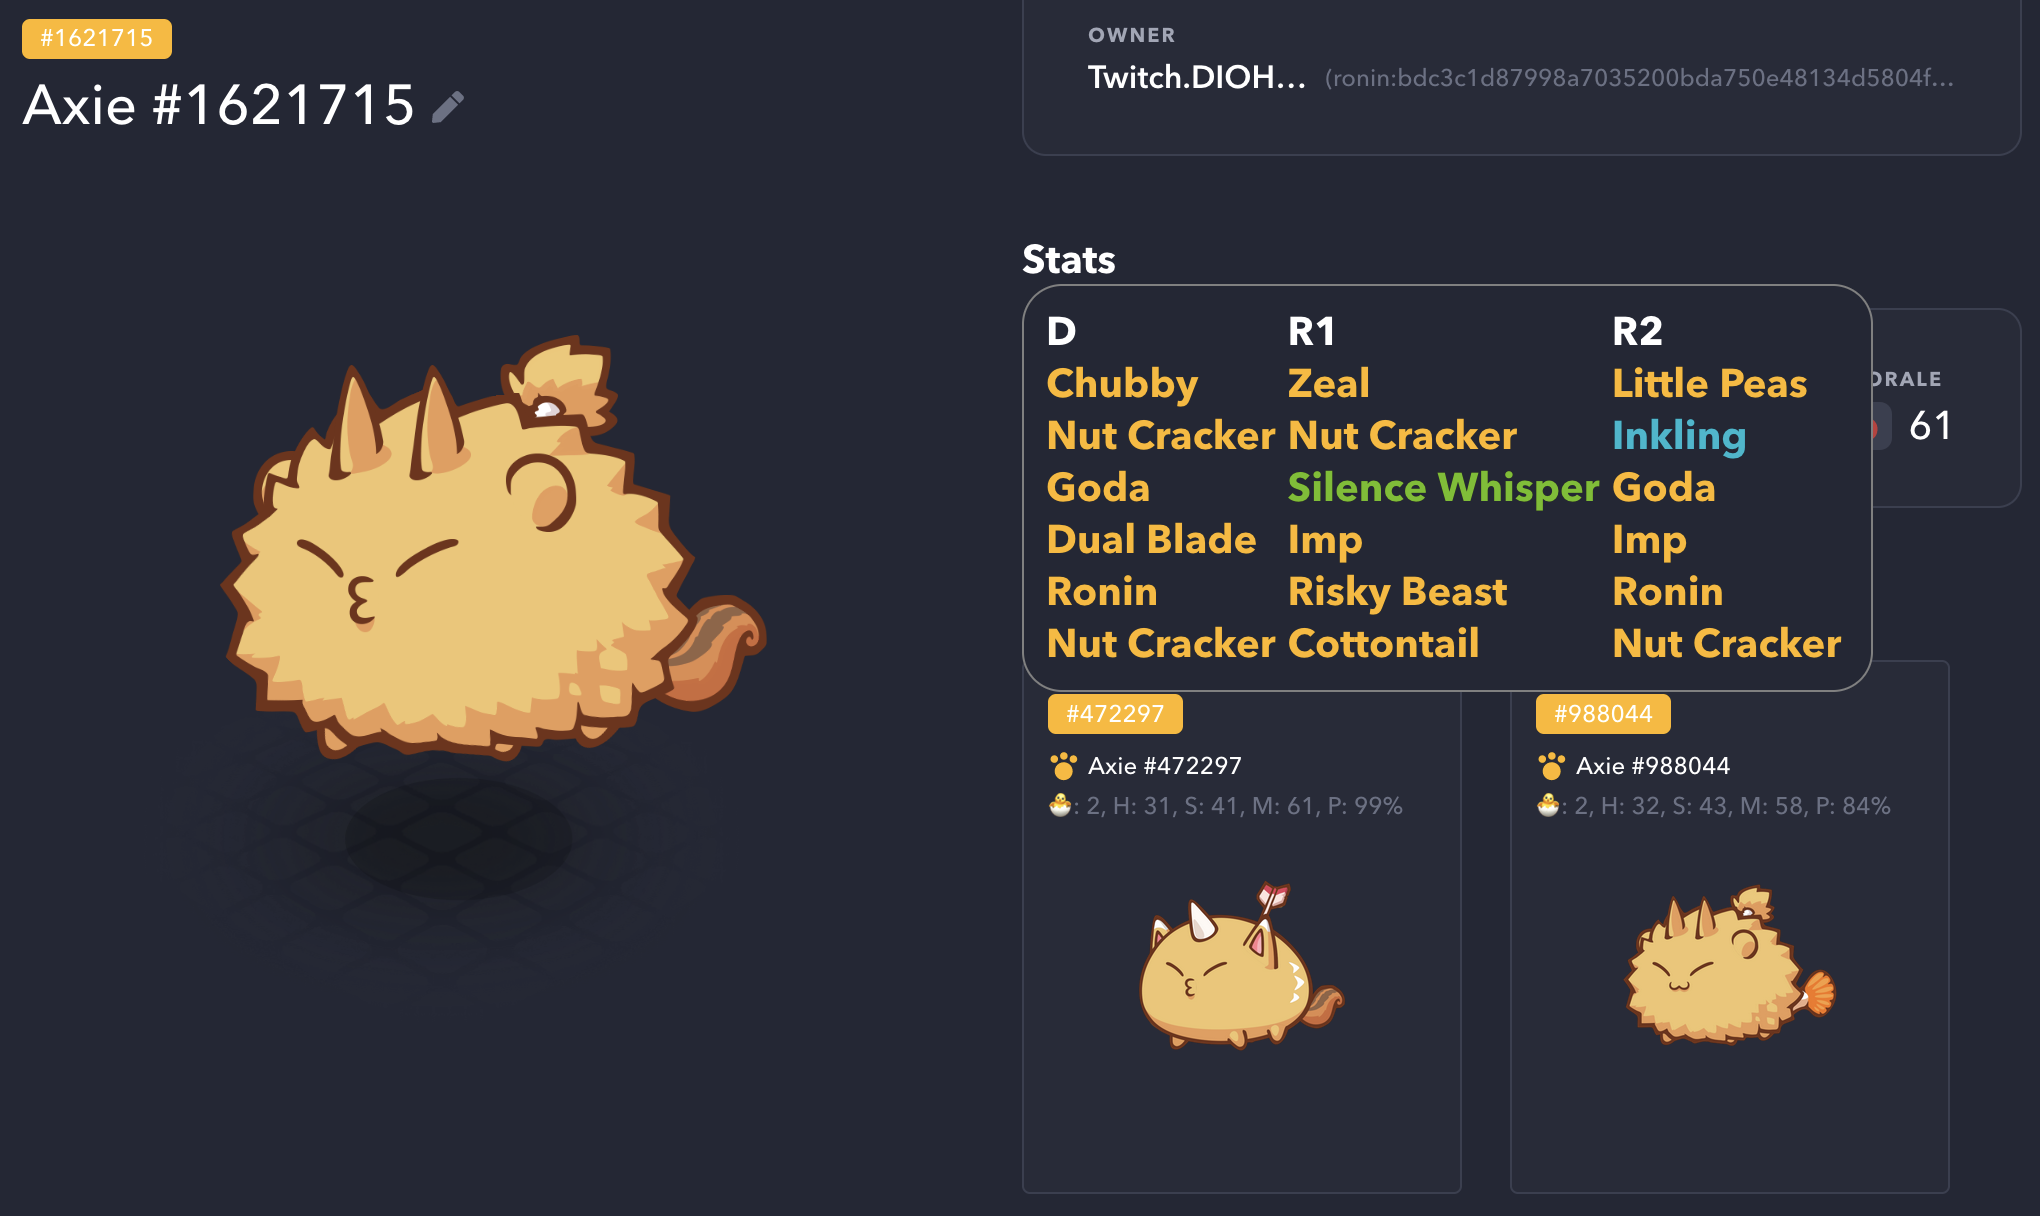 #1621715
Axie #1621715
OWNER
Twitch.DIOH... (ronin:bdc3c1d87998a7035200bda750e48134d5804f...
Stats
D R1 R2
Chubby Zeal Little Peas
Nut Cracker Nut Cracker Inkling
Goda Silence Whisper Goda
Dual Blade Imp Imp
Ronin Risky Beast Ronin
Nut Cracker Cottontail Nut Cracker
ORALE
61
#472297
Axie #472297
: 2, H: 31, S: 41, M: 61, P: 99%
#988044
Axie #988044
: 2, H: 32, S: 43, M: 58, P: 84%